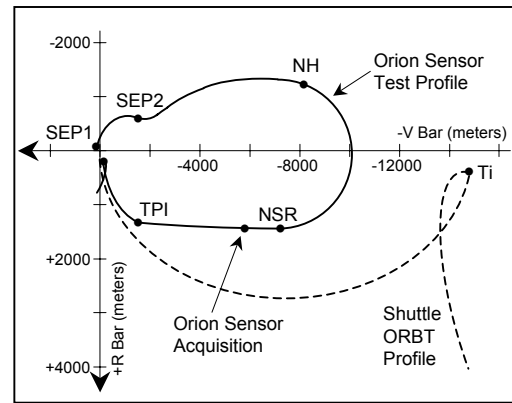 -2000
NH
Orion Sensor
Test Profile
SEP2
SEP1
-V Bar (meters)
-4000
-8000
-12000
Ti
TPI
NSR
+2000
+R Bar (meters)
Orion Sensor
Acquisition
Shuttle
ORBT
Profile
+4000